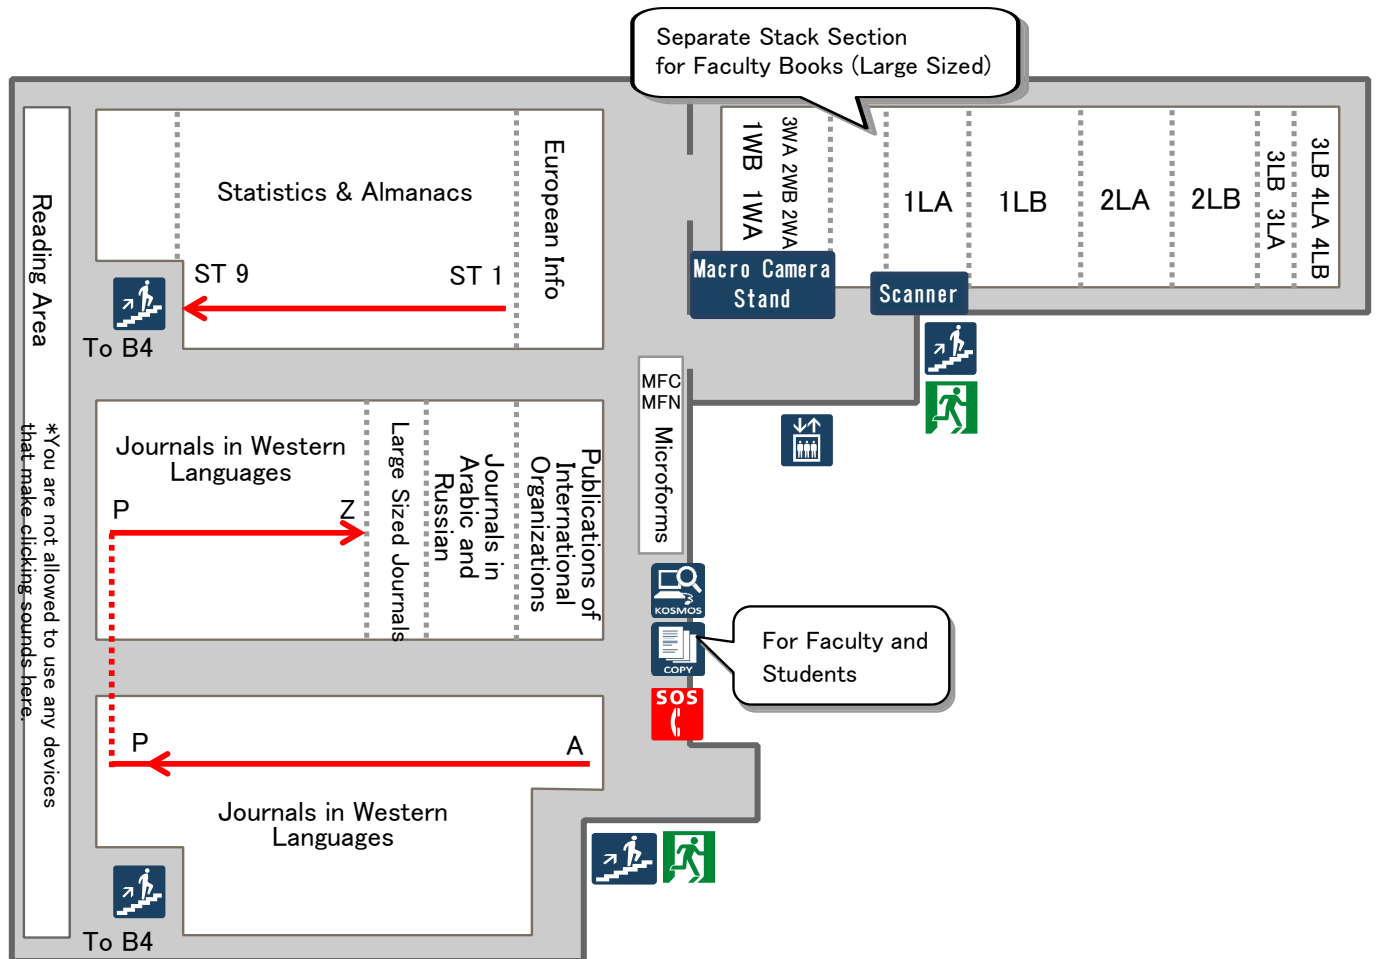 Separate Stack Section
for Faculty Books (Large Sized)
Reading Area
*You are not allowed to use any devices
that make clicking sounds here.
Statistics & Almanacs
ST 9
ST 1
European Info
To B4
1WB 1WA
3WA 2WB 2WA
1LA
1LB
2LA
2LB
3LB 3LA
3LB 4LA 4LB
Macro Camera
Stand
Scanner
Journals in Western
Languages
P
Z
Large Sized Journals
Journals in
Arabic and
Russian
Publications of
International
Organizations
MFC
MFN
Microforms
KOSMOS
COPY
For Faculty and
Students
SOS
P
A
Journals in Western
Languages
To B4